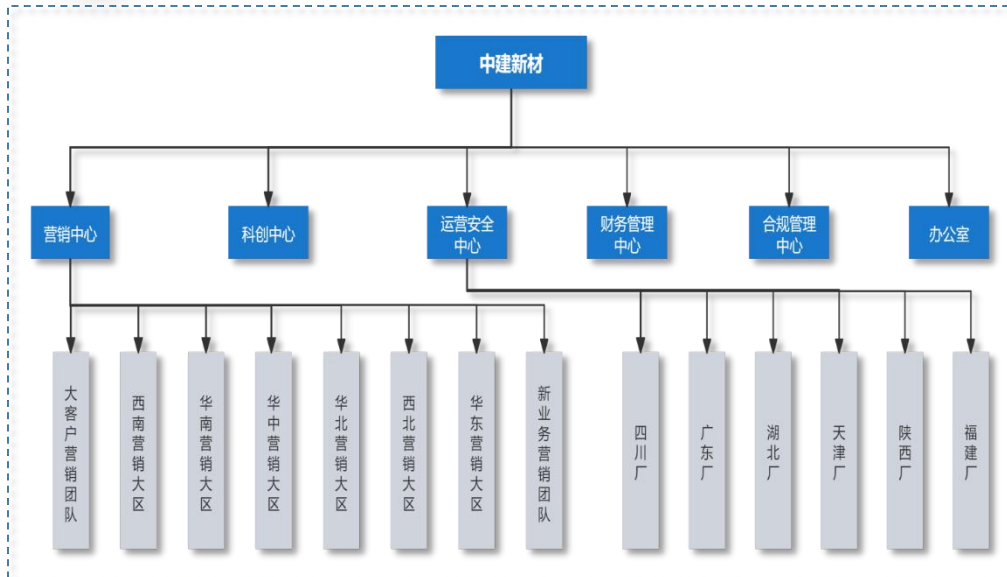 中建新材
营销中心
科创中心
运营安全
中心
财务管理
中心
合规管理
中心
办公室
大客户营销团队
西南营销大区
华南营销大区
华中营销大区
华北营销大区
西北营销大区
华东营销大区
新业务营销团队
四川厂
广东厂
湖北厂
天津厂
陕西厂
福建厂